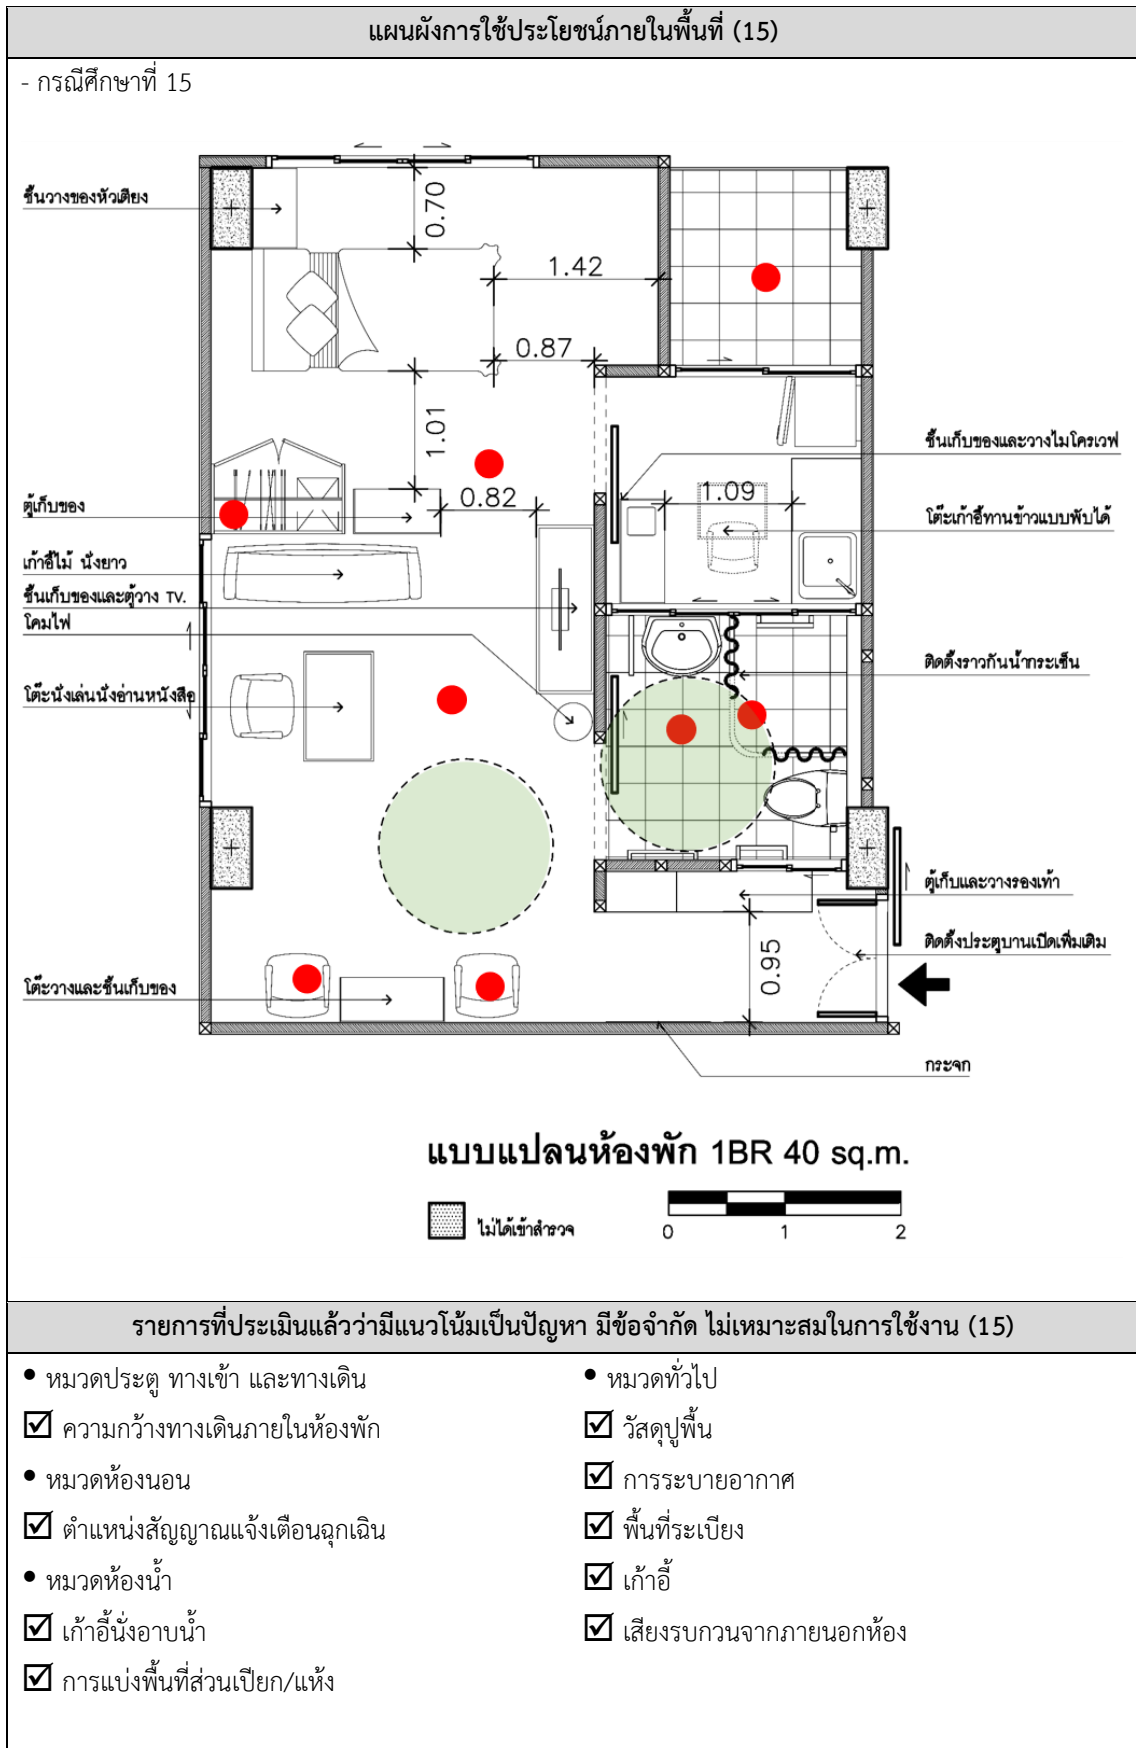 แผนผังการใช้ประโยชน์ภายในพื้นที่ (15)
- กรณีศึกษาที่ 15
ชั้นวางของหัวเตียง
0.70
1.42
0.87
1.01
ชั้นเก็บของและวางไมโครเวฟ
ตู้เก็บของ
0.82
1.09
โต๊ะเก้าอี้ทานข้าวแบบพับได้
เก้าอี้ไม้ นั่งยาว
ชั้นเก็บของและตู้วาง TV.
โคมไฟ
ติดตั้งราวกันน้ำกระเซ็น
โต๊ะนั่งเล่นนั่งอ่านหนังสือ
ตู้เก็บและวางรองเท้า
0.95
ติดตั้งประตูบานเปิดเพิ่มเติม
โต๊ะวางและชั้นเก็บของ
กระจก
แบบแปลนห้องพัก 1BR 40 sq.m.
ไม่ได้เข้าสำรวจ
0 1 2
รายการที่ประเมินแล้วว่ามีแนวโน้มเป็นปัญหา มีข้อจำกัด ไม่เหมาะสมในการใช้งาน (15)
• หมวดประตู ทางเข้า และทางเดิน
☑ ความกว้างทางเดินภายในห้องพัก
• หมวดห้องนอน
☑ ตำแหน่งสัญญาณแจ้งเตือนฉุกเฉิน
• หมวดห้องน้ำ
☑ เก้าอี้นั่งอาบน้ำ
☑ การแบ่งพื้นที่ส่วนเปียก/แห้ง
• หมวดทั่วไป
☑ วัสดุปูพื้น
☑ การระบายอากาศ
☑ พื้นที่ระเบียง
☑ เก้าอี้
☑ เสียงรบกวนจากภายนอกห้อง